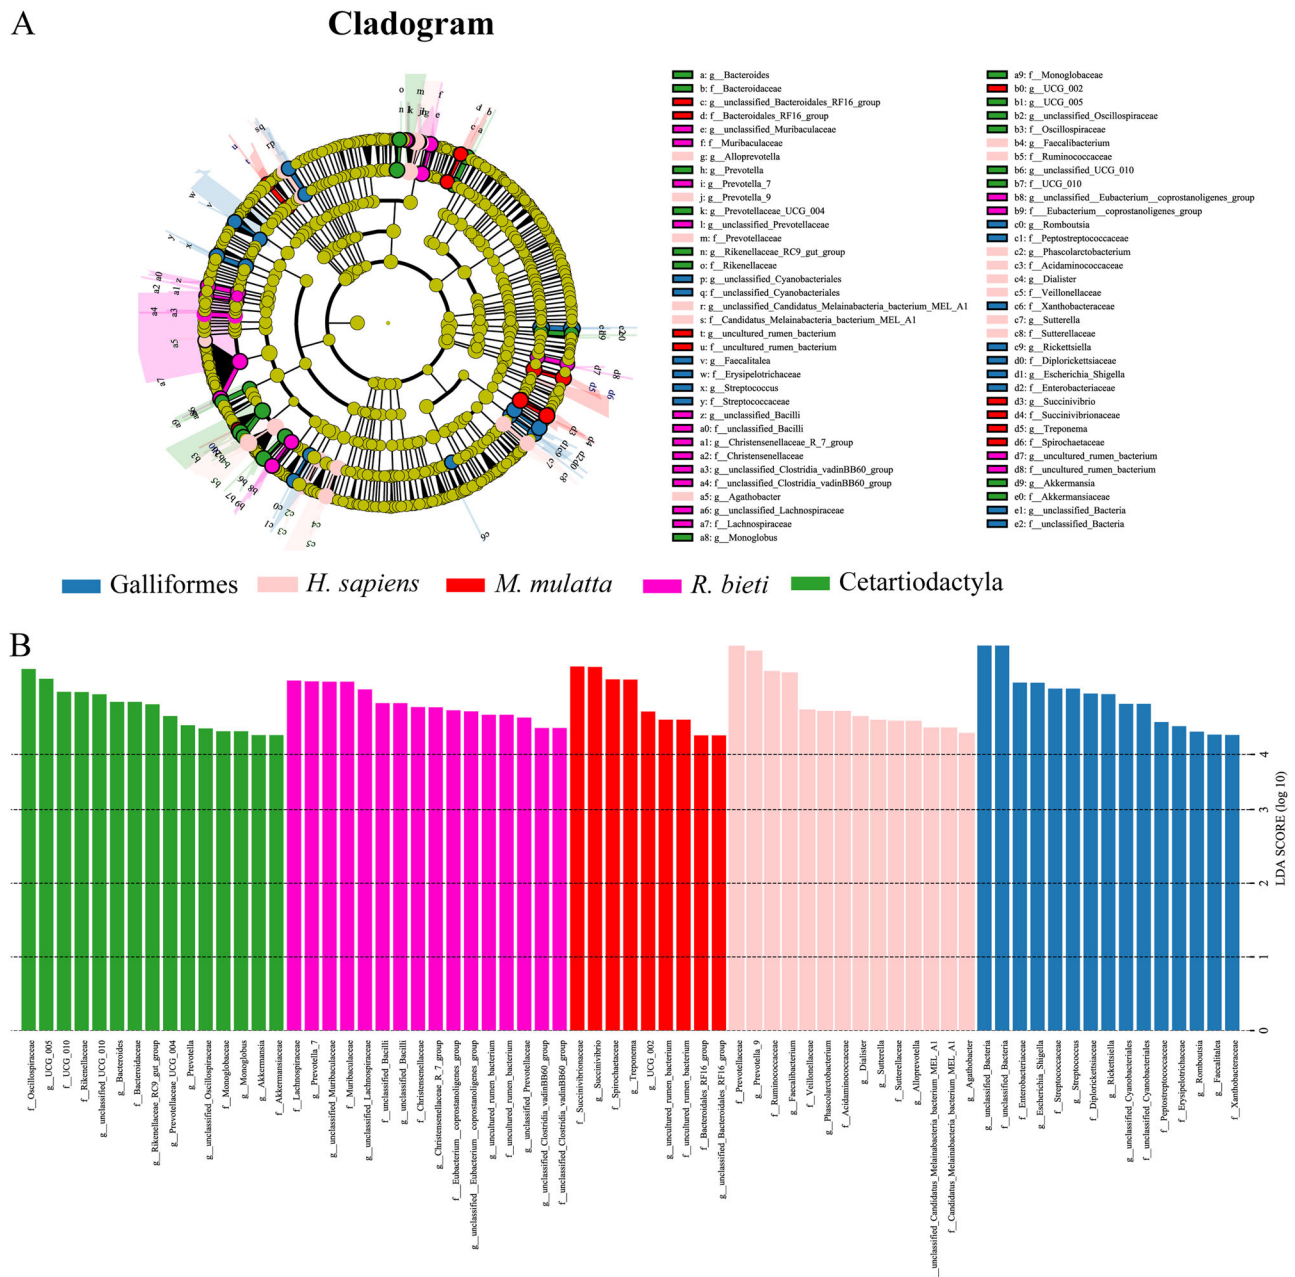 A
Cladogram
a: g__Bacteroides
b: f__Bacteroidaceae
c: g__unclassified_Bacteroidales_RF16_group
d: f__Bacteroidales_RF16_group
e: g__unclassified_Muribaculaceae
f: f__Muribaculaceae
g: g__Alloprevotella
h: g__Prevotella
i: g__Prevotella_7
j: g__Prevotella_9
k: g__Prevotellaceae_UCG_004
l: g__unclassified_Prevotellaceae
m: f__Prevotellaceae
n: g__Rikenellaceae_RC9_gut_group
o: f__Rikenellaceae
p: g__unclassified_Cyanobacteriales
q: f__unclassified_Cyanobacteriales
r: g__unclassified_Candidatus_Melainabacteria_bacterium_MEL_A1
s: f__Candidatus_Melainabacteria_bacterium_MEL_A1
t: g__uncultured_rumen_bacterium
u: f__uncultured_rumen_bacterium
v: g__Faecalitalea
w: f__Erysipelotrichaceae
x: g__Streptococcus
y: f__Streptococcaceae
z: g__unclassified_Bacilli
a0: f__unclassified_Bacilli
a1: g__Christensenellaceae_R_7_group
a2: f__Christensenellaceae
a3: g__unclassified_Clostridia_vadinBB60_group
a4: f__unclassified_Clostridia_vadinBB60_group
a5: g__Agathobacter
a6: g__unclassified_Lachnospiraceae
a7: f__Lachnospiraceae
a8: g__Monoglobus
a9: f__Monoglobaceae
b0: g__UCG_002
b1: g__UCG_005
b2: g__unclassified_Oscillospiraceae
b3: f__Oscillospiraceae
b4: g__Faecalibacterium
b5: f__Ruminococcaceae
b6: g__unclassified_UCG_010
b7: f__UCG_010
b8: g__unclassified_Eubacterium__coprostanoligenes_group
b9: f___Eubacterium__coprostanoligenes_group
c0: g__Romboutsia
c1: f__Peptostreptococcaceae
c2: g__Phascolarctobacterium
c3: f__Acidaminococcaceae
c4: g__Dialister
c5: f__Veillonellaceae
c6: f__Xanthobacteraceae
c7: g__Sutterella
c8: f__Sutterellaceae
c9: g__Rickettsiella
d0: f__Diplorickettsiaceae
d1: g__Escherichia_Shigella
d2: f__Enterobacteriaceae
d3: g__Succinivibrio
d4: f__Succinivibrionaceae
d5: g__Treponema
d6: f__Spirochaetaceae
d7: g__uncultured_rumen_bacterium
d8: f__uncultured_rumen_bacterium
d9: g__Akkermansia
e0: f__Akkermansiaceae
e1: g__unclassified_Bacteria
e2: f__unclassified_Bacteria
Galliformes
H. sapiens
M. mulatta
R. bieti
Cetartiodactyla
B
4
3
2
1
0
LDA SCORE (log 10)
f__Oscillospiraceae
g__UCG_005
f__UCG_010
f__Rikenellaceae
g__unclassified_UCG_010
g__Bacteroides
f__Bacteroidaceae
g__Rikenellaceae_RC9_gut_group
g__Prevotellaceae_UCG_004
g__Prevotella
g__unclassified_Oscillospiraceae
f__Monoglobaceae
g__Monoglobus
g__Akkermansia
f__Akkermansiaceae
f__Lachnospiraceae
g__Prevotella_7
g__unclassified_Muribaculaceae
f__Muribaculaceae
g__unclassified_Lachnospiraceae
f__unclassified_Bacilli
g__unclassified_Bacilli
f__Christensenellaceae
g__Christensenellaceae_R_7_group
f___Eubacterium__coprostanoligenes_group
g__unclassified__Eubacterium__coprostanoligenes_group
g__uncultured_rumen_bacterium
f__uncultured_rumen_bacterium
g__unclassified_Prevotellaceae
g__unclassified_Clostridia_vadinBB60_group
f__unclassified_Clostridia_vadinBB60_group
f__Succinivibrionaceae
g__Succinivibrio
f__Spirochaetaceae
g__Treponema
g__UCG_002
g__uncultured_rumen_bacterium
f__uncultured_rumen_bacterium
f__Bacteroidales_RF16_group
g__unclassified_Bacteroidales_RF16_group
f__Prevotellaceae
g__Prevotella_9
f__Ruminococcaceae
g__Faecalibacterium
f__Veillonellaceae
g__Phascolarctobacterium
f__Acidaminococcaceae
g__Dialister
g__Sutterella
f__Sutterellaceae
g__Alloprevotella
_unclassified_Candidatus_Melainabacteria_bacterium_MEL_A1
f__Candidatus_Melainabacteria_bacterium_MEL_A1
g__Agathobacter
g__unclassified_Bacteria
f__unclassified_Bacteria
f__Enterobacteriaceae
g__Escherichia_Shigella
f__Streptococcaceae
g__Streptococcus
f__Diplorickettsiaceae
g__Rickettsiella
g__unclassified_Cyanobacteriales
f__unclassified_Cyanobacteriales
f__Peptostreptococcaceae
f__Erysipelotrichaceae
g__Romboutsia
g__Faecalitalea
f__Xanthobacteraceae